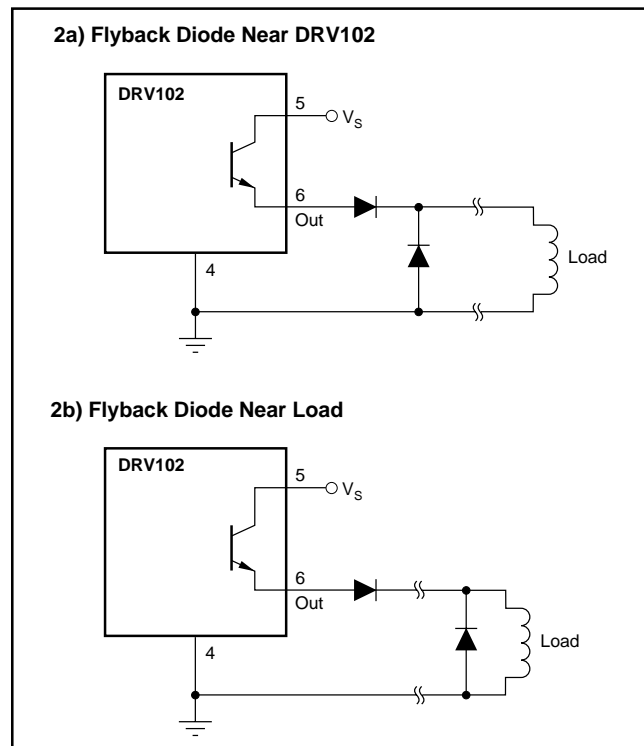 2a) Flyback Diode Near DRV102
DRV102
5
VS
6
Out
Load
4
2b) Flyback Diode Near Load
DRV102
5
VS
6
Out
Load
4